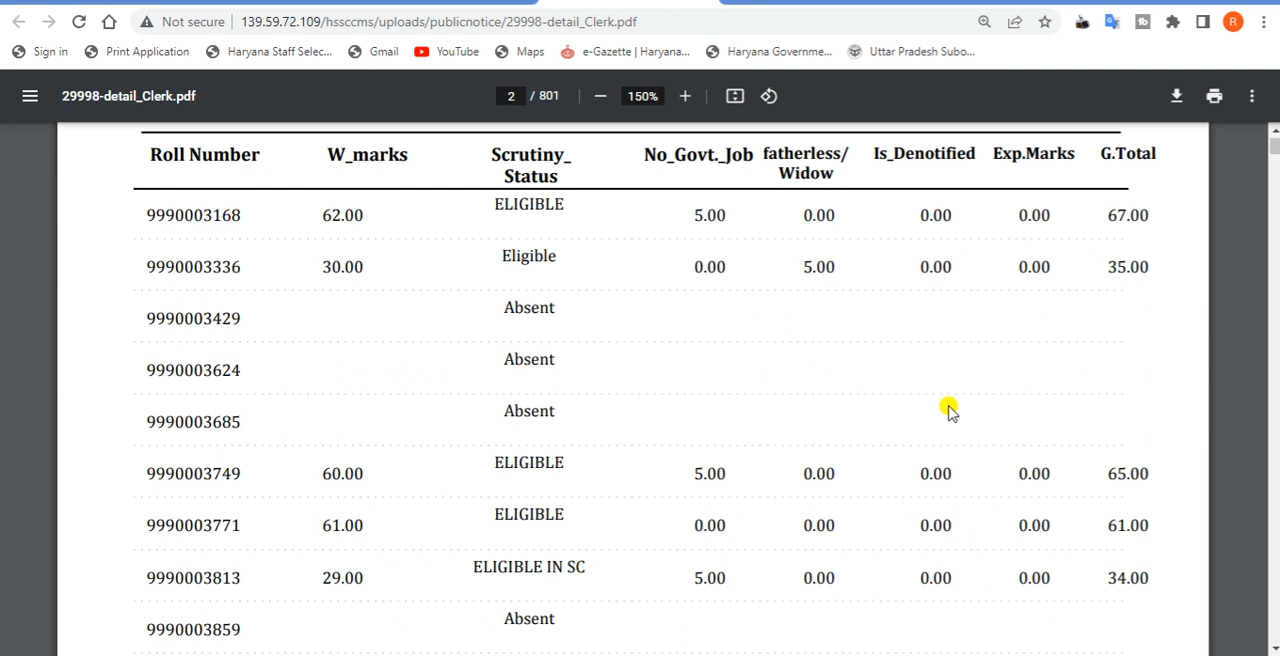 Not secure | 139.59.72.109/hssccms/uploads/publicnotice/29998-detail_Clerk.pdf
R
Sign in Print Application Haryana Staff Selec... Gmail YouTube Maps e-Gazette | Haryana... Haryana Governme... Uttar Pradesh Subo...
29998-detail_Clerk.pdf 2 / 801 150%
Roll Number W_marks Scrutiny_ No_Govt._Job fatherless/ Is_Denotified Exp.Marks G.Total
Status Widow
9990003168 62.00 ELIGIBLE 5.00 0.00 0.00 0.00 67.00
9990003336 30.00 Eligible 0.00 5.00 0.00 0.00 35.00
9990003429 Absent
9990003624 Absent
9990003685 Absent
9990003749 60.00 ELIGIBLE 5.00 0.00 0.00 0.00 65.00
9990003771 61.00 ELIGIBLE 0.00 0.00 0.00 0.00 61.00
9990003813 29.00 ELIGIBLE IN SC 5.00 0.00 0.00 0.00 34.00
9990003859 Absent